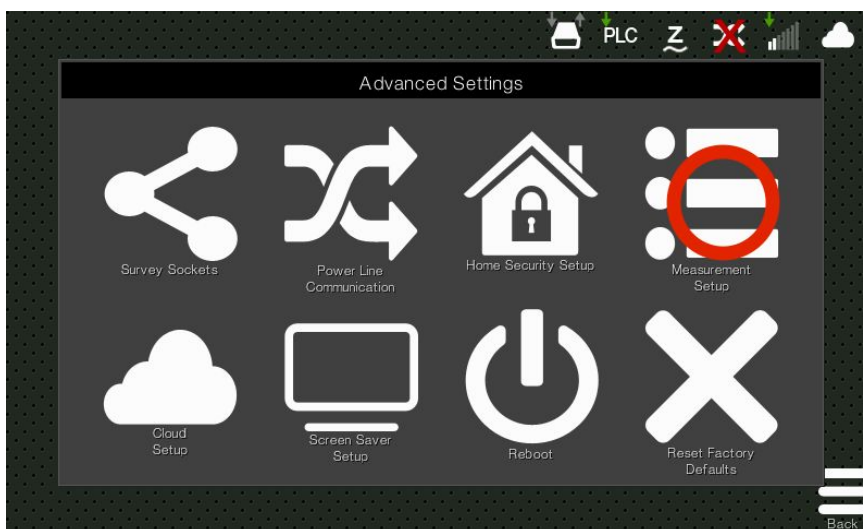 PLC Z
Advanced Settings
Survey Sockets
Power Line
Communication
Home Security Setup
Measurement
Setup
Cloud
Setup
Screen Saver
Setup
Reboot
Reset Factory
Defaults
Back